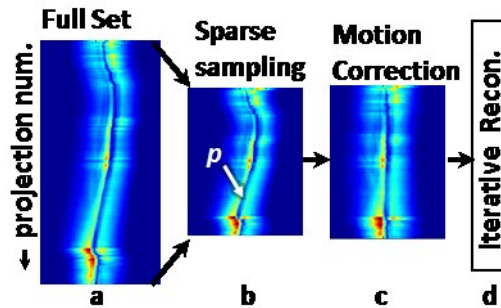 Full Set
Sparse
sampling
Motion
Correction
← projection num.
p
Iterative Recon.
a
b
c
d